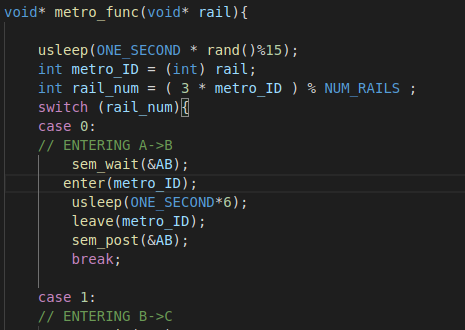 void* metro_func(void* rail){
usleep(ONE_SECOND * rand()%15);
int metro_ID = (int) rail;
int rail_num = ( 3 * metro_ID ) % NUM_RAILS ;
switch (rail_num){
case 0:
// ENTERING A->B
sem_wait(&AB);
enter(metro_ID);
usleep(ONE_SECOND*6);
leave(metro_ID);
sem_post(&AB);
break;
case 1:
// ENTERING B->C